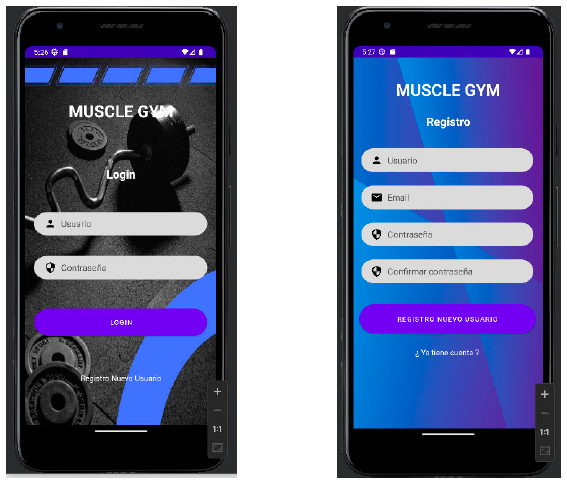 5:26
MUSCLE GYM
Login
Usuario
Contraseña
LOGIN
Registro Nuevo Usuario
1:1
5:27
MUSCLE GYM
Registro
Usuario
Email
Contraseña
Confirmar contraseña
REGISTRO NUEVO USUARIO
¿ Ya tiene cuenta ?
1:1